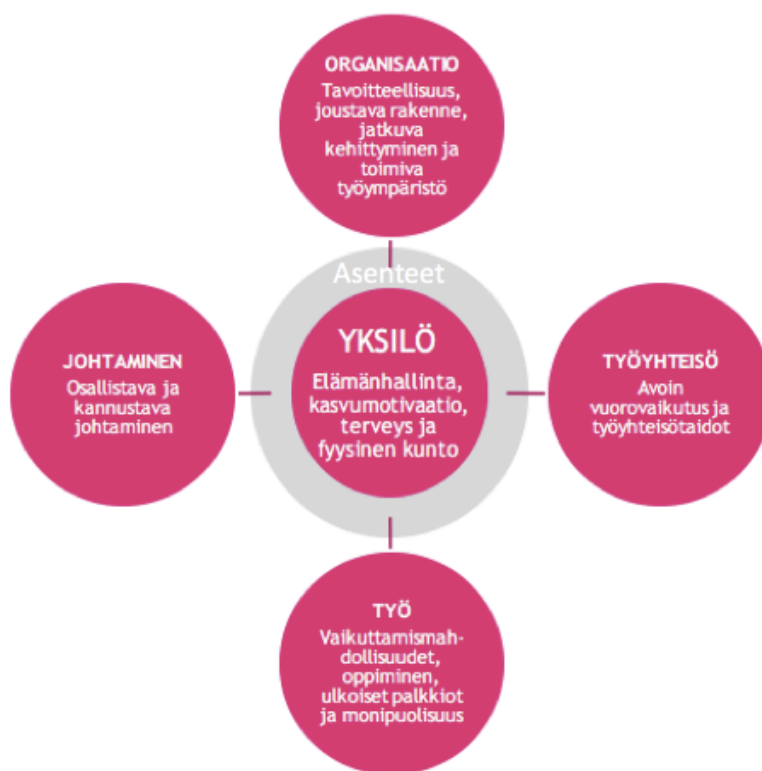 ORGANISAATIO
Tavoitteellisuus,
joustava rakenne,
jatkuva
kehittyminen ja
toimiva
työympäristö
Asenteet
YKSILÖ
Elämänhallinta,
kasvumotivaatio,
terveys ja
fyysinen kunto
JOHTAMINEN
Osallistava ja
kannustava
johtaminen
TYÖYHTEISÖ
Avoin
vuorovaikutus ja
työyhteisötaidot
TYÖ
Vaikuttamismah-
dollisuudet,
oppiminen,
ulkoiset palkkiot
ja monipuolisuus